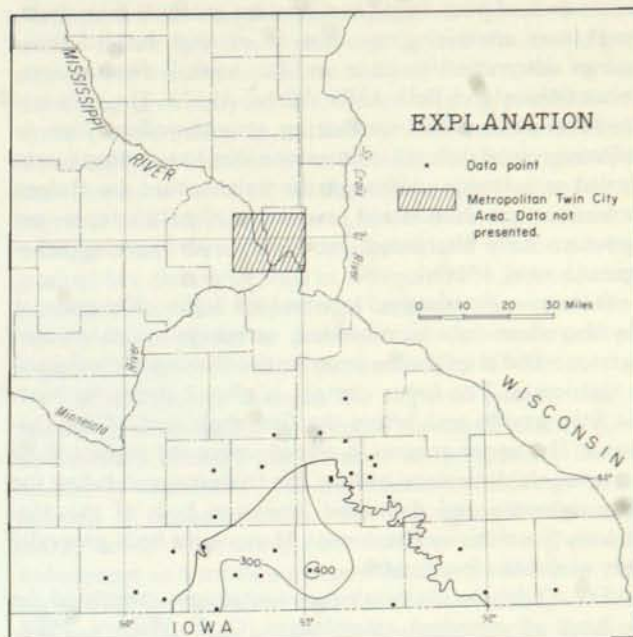 MISSISSIPPI
RIVER
EXPLANATION
Data point
Metropolitan Twin City
Area. Data not
presented.
St Croix
River
0 10 20 30 Miles
River
Minnesota
WISCONSIN
300
400
IOWA